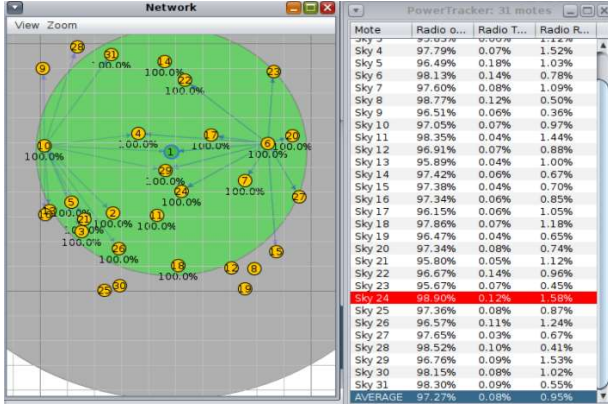 Network
View Zoom
28
31
100.0%
14
100.0%
9
22
100.0%
23
4
100.0%
17
100.0%
20
100.0%
10
100.0%
6
100.0%
1
29
100.0%
7
100.0%
24
100.0%
27
5
100.0%
2
100.0%
11
100.0%
21
3
100.0%
26
100.0%
15
18
100.0%
12
8
25
30
19
PowerTracker: 31 motes
Mote Radio o... Radio T... Radio R...
Sky 4 97.79% 0.07% 1.52%
Sky 5 96.49% 0.18% 1.03%
Sky 6 98.13% 0.14% 0.78%
Sky 7 97.60% 0.08% 1.09%
Sky 8 98.77% 0.12% 0.50%
Sky 9 96.51% 0.06% 0.36%
Sky 10 97.05% 0.07% 0.97%
Sky 11 98.35% 0.04% 1.44%
Sky 12 96.91% 0.07% 0.88%
Sky 13 95.89% 0.04% 1.00%
Sky 14 97.42% 0.06% 0.67%
Sky 15 97.38% 0.04% 0.70%
Sky 16 97.34% 0.06% 0.85%
Sky 17 96.15% 0.06% 1.05%
Sky 18 97.86% 0.07% 1.18%
Sky 19 96.47% 0.04% 0.65%
Sky 20 97.34% 0.08% 0.74%
Sky 21 95.80% 0.05% 1.12%
Sky 22 96.67% 0.14% 0.96%
Sky 23 95.67% 0.07% 0.45%
Sky 24 98.90% 0.12% 1.58%
Sky 25 97.36% 0.08% 0.87%
Sky 26 96.57% 0.11% 1.24%
Sky 27 97.65% 0.03% 0.67%
Sky 28 98.52% 0.10% 0.41%
Sky 29 96.76% 0.09% 1.53%
Sky 30 98.15% 0.08% 1.02%
Sky 31 98.30% 0.09% 0.55%
AVERAGE 97.27% 0.08% 0.95%